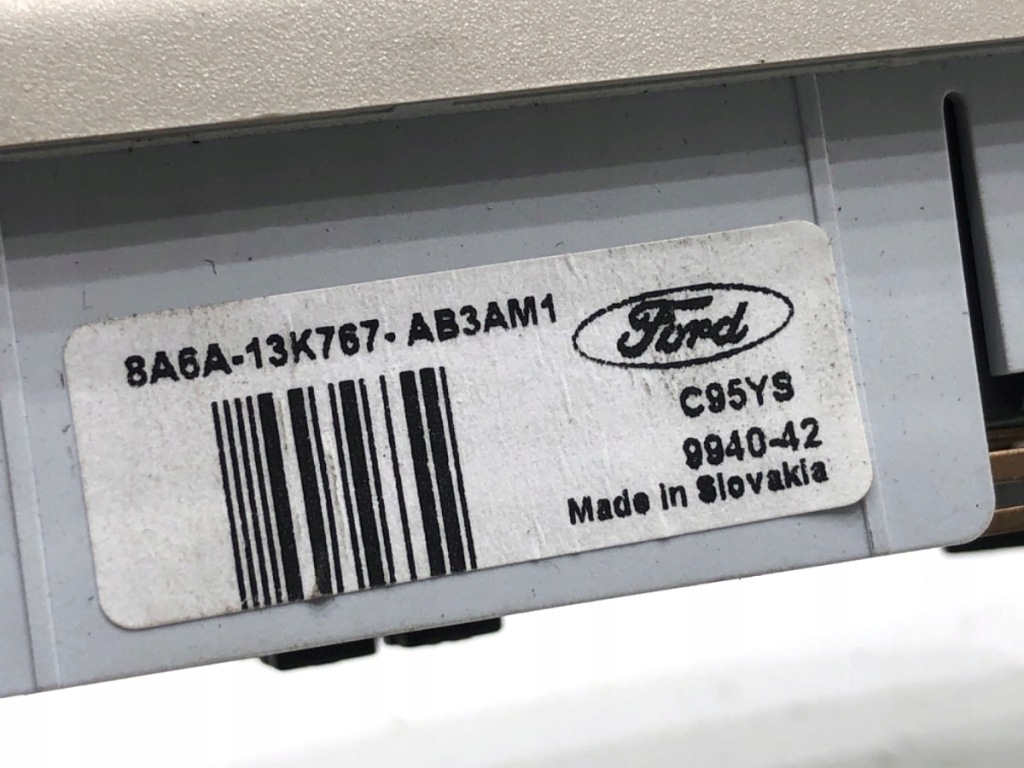 8A6A-13K767-AB3AM1
Ford
C95YS
9940-42
Made in Slovakia